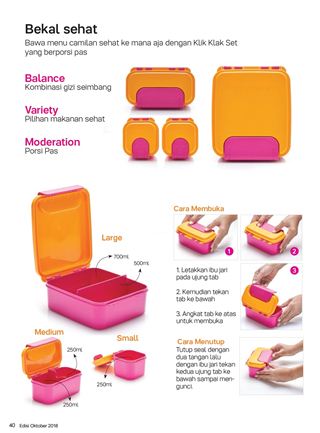 Bekal sehat
Bawa menu camilan sehat ke mana aja dengan Klik Klak Set
yang berporsi pas
Balance
Kombinasi gizi seimbang
Variety
Pilihan makanan sehat
Moderation
Porsi Pas
Large
700ml
500ml
Medium
250ml
250ml
Small
250ml
Cara Membuka
1
2
3
1. Letakkan ibu jari
pada ujung tab
2. Kemudian tekan
tab ke bawah
3. Angkat tab ke atas
untuk membuka
Cara Menutup
Tutup seal dengan
dua tangan lalu
dengan ibu jari tekan
kedua ujung tab ke
bawah sampai men-
gunci.
40 Edisi Oktober 2018